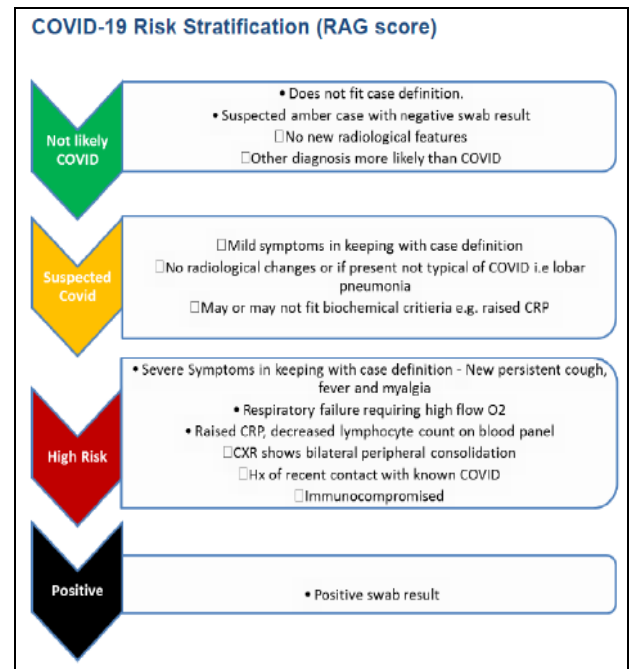 COVID-19 Risk Stratification (RAG score)
Not likely
COVID
• Does not fit case definition.
• Suspected amber case with negative swab result
□No new radiological features
□Other diagnosis more likely than COVID
Suspected
Covid
□Mild symptoms in keeping with case definition
□No radiological changes or if present not typical of COVID i.e lobar
pneumonia
□May or may not fit biochemical critieria e.g. raised CRP
High Risk
• Severe Symptoms in keeping with case definition - New persistent cough,
fever and myalgia
• Respiratory failure requiring high flow O2
• Raised CRP, decreased lymphocyte count on blood panel
□CXR shows bilateral peripheral consolidation
□Hx of recent contact with known COVID
□Immunocompromised
Positive
• Positive swab result